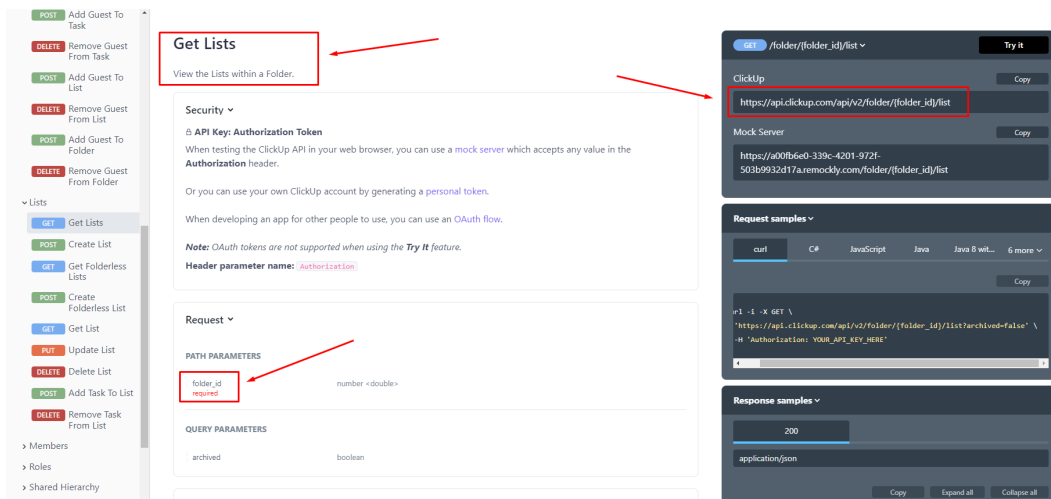 POST Add Guest To
Task
DELETE Remove Guest
From Task
POST Add Guest To
List
DELETE Remove Guest
From List
POST Add Guest To
Folder
DELETE Remove Guest
From Folder
Lists
GET Get Lists
POST Create List
GET Get Folderless
Lists
POST Create
Folderless List
GET Get List
PUT Update List
DELETE Delete List
POST Add Task To List
DELETE Remove Task
From List
Members
Roles
Shared Hierarchy
Get Lists
View the Lists within a Folder.
Security
API Key: Authorization Token
When testing the ClickUp API in your web browser, you can use a mock server which accepts any value in the
Authorization header.
Or you can use your own ClickUp account by generating a personal token.
When developing an app for other people to use, you can use an OAuth flow.
Note: OAuth tokens are not supported when using the Try It feature.
Header parameter name: Authorization
Request
PATH PARAMETERS
folder_id number <double>
required
QUERY PARAMETERS
archived boolean
GET /folder/{folder_id}/list Try it
ClickUp Copy
https://api.clickup.com/api/v2/folder/{folder_id}/list
Mock Server Copy
https://a00fb6e0-339c-4201-972f-
503b9932d17a.remockly.com/folder/{folder_id}/list
Request samples
curl C# JavaScript Java Java 8 wit... 6 more
Copy
rl -i -X GET \
'https://api.clickup.com/api/v2/folder/{folder_id}/list?archived=false' \
-H 'Authorization: YOUR_API_KEY_HERE'
Response samples
200
application/json
Copy Expand all Collapse all